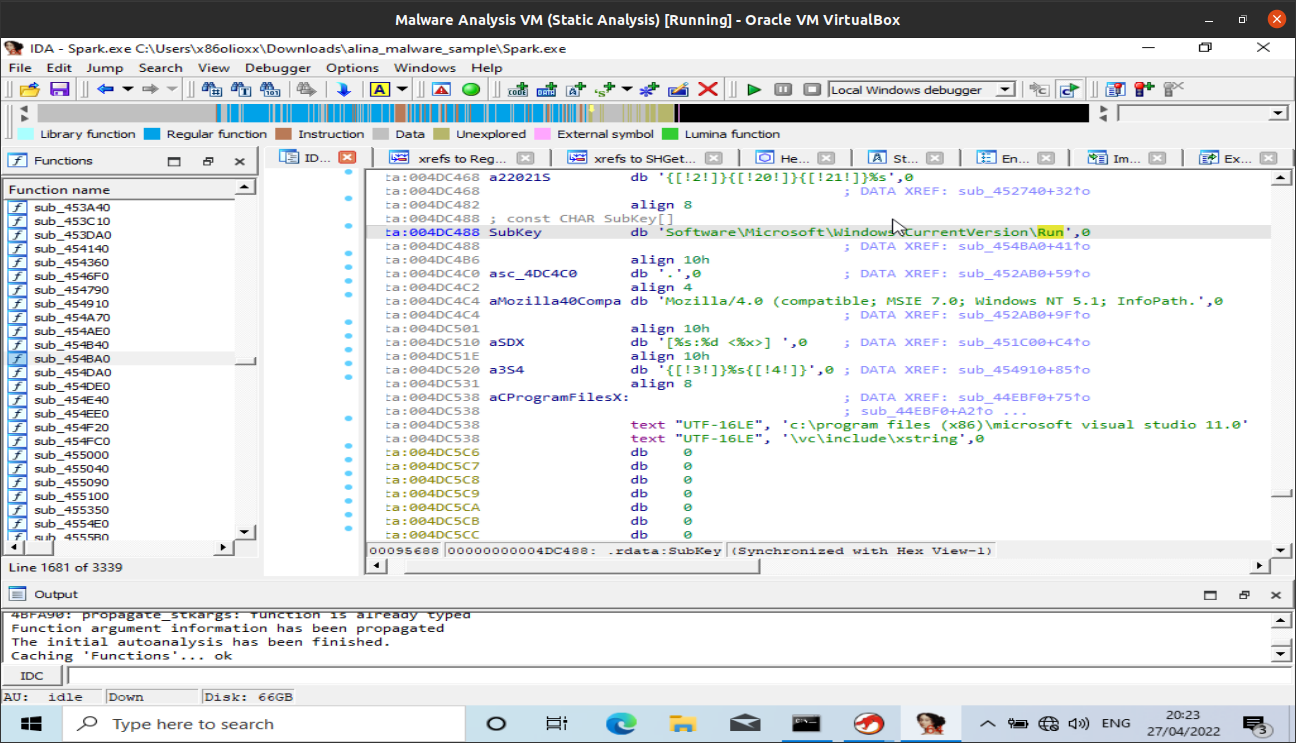 Malware Analysis VM (Static Analysis) [Running] - Oracle VM VirtualBox
IDA - Spark.exe C:\Users\x86olioxx\Downloads\alina_malware_sample\Spark.exe
File Edit Jump Search View Debugger Options Windows Help
Local Windows debugger
Library function Regular function Instruction Data Unexplored External symbol Lumina function
Functions
ID... xrefs to Reg... xrefs to SHGet... He... St... En... Im... Ex...
Function name
sub_453A40
sub_453C10
sub_453DA0
sub_454140
sub_454360
sub_4546F0
sub_454790
sub_454910
sub_454A70
sub_454AE0
sub_454B40
sub_454BA0
sub_454DA0
sub_454DE0
sub_454E40
sub_454EE0
sub_454F20
sub_454FC0
sub_455000
sub_455040
sub_455090
sub_455100
sub_455350
sub_4554E0
sub_4555B0
Line 1681 of 3339
ta:004DC468 a22021S db '{[!2!]}{[!20!]}{[!21!]}%s',0
ta:004DC468 ; DATA XREF: sub_452740+32↑o
ta:004DC482 align 8
ta:004DC488 ; const CHAR SubKey[]
ta:004DC488 SubKey db 'Software\Microsoft\Windows\CurrentVersion\Run',0
ta:004DC488 ; DATA XREF: sub_454BA0+41↑o
ta:004DC4B6 align 10h
ta:004DC4C0 asc_4DC4C0 db '.',0 ; DATA XREF: sub_452AB0+59↑o
ta:004DC4C2 align 4
ta:004DC4C4 aMozilla40Compa db 'Mozilla/4.0 (compatible; MSIE 7.0; Windows NT 5.1; InfoPath.',0
ta:004DC4C4 ; DATA XREF: sub_452AB0+9F↑o
ta:004DC501 align 10h
ta:004DC510 aSDX db '[%s:%d <%x>] ',0 ; DATA XREF: sub_451C00+C4↑o
ta:004DC51E align 10h
ta:004DC520 a3S4 db '{[!3!]}%s{[!4!]}',0 ; DATA XREF: sub_454910+85↑o
ta:004DC531 align 8
ta:004DC538 aCProgramFilesX: ; DATA XREF: sub_44EBF0+75↑o
ta:004DC538 ; sub_44EBF0+A2↑o ...
ta:004DC538 text "UTF-16LE", 'c:\program files (x86)\microsoft visual studio 11.0'
ta:004DC538 text "UTF-16LE", '\vc\include\xstring',0
ta:004DC5C6 db 0
ta:004DC5C7 db 0
ta:004DC5C8 db 0
ta:004DC5C9 db 0
ta:004DC5CA db 0
ta:004DC5CB db 0
ta:004DC5CC db 0
00095688 00000000004DC488: .rdata:SubKey (Synchronized with Hex View-1)
Output
4BFA90: propagate_stkargs: function is already typed
Function argument information has been propagated
The initial autoanalysis has been finished.
Caching 'Functions'... ok
IDC
AU: idle Down Disk: 66GB
Type here to search
ENG
20:23
27/04/2022
3